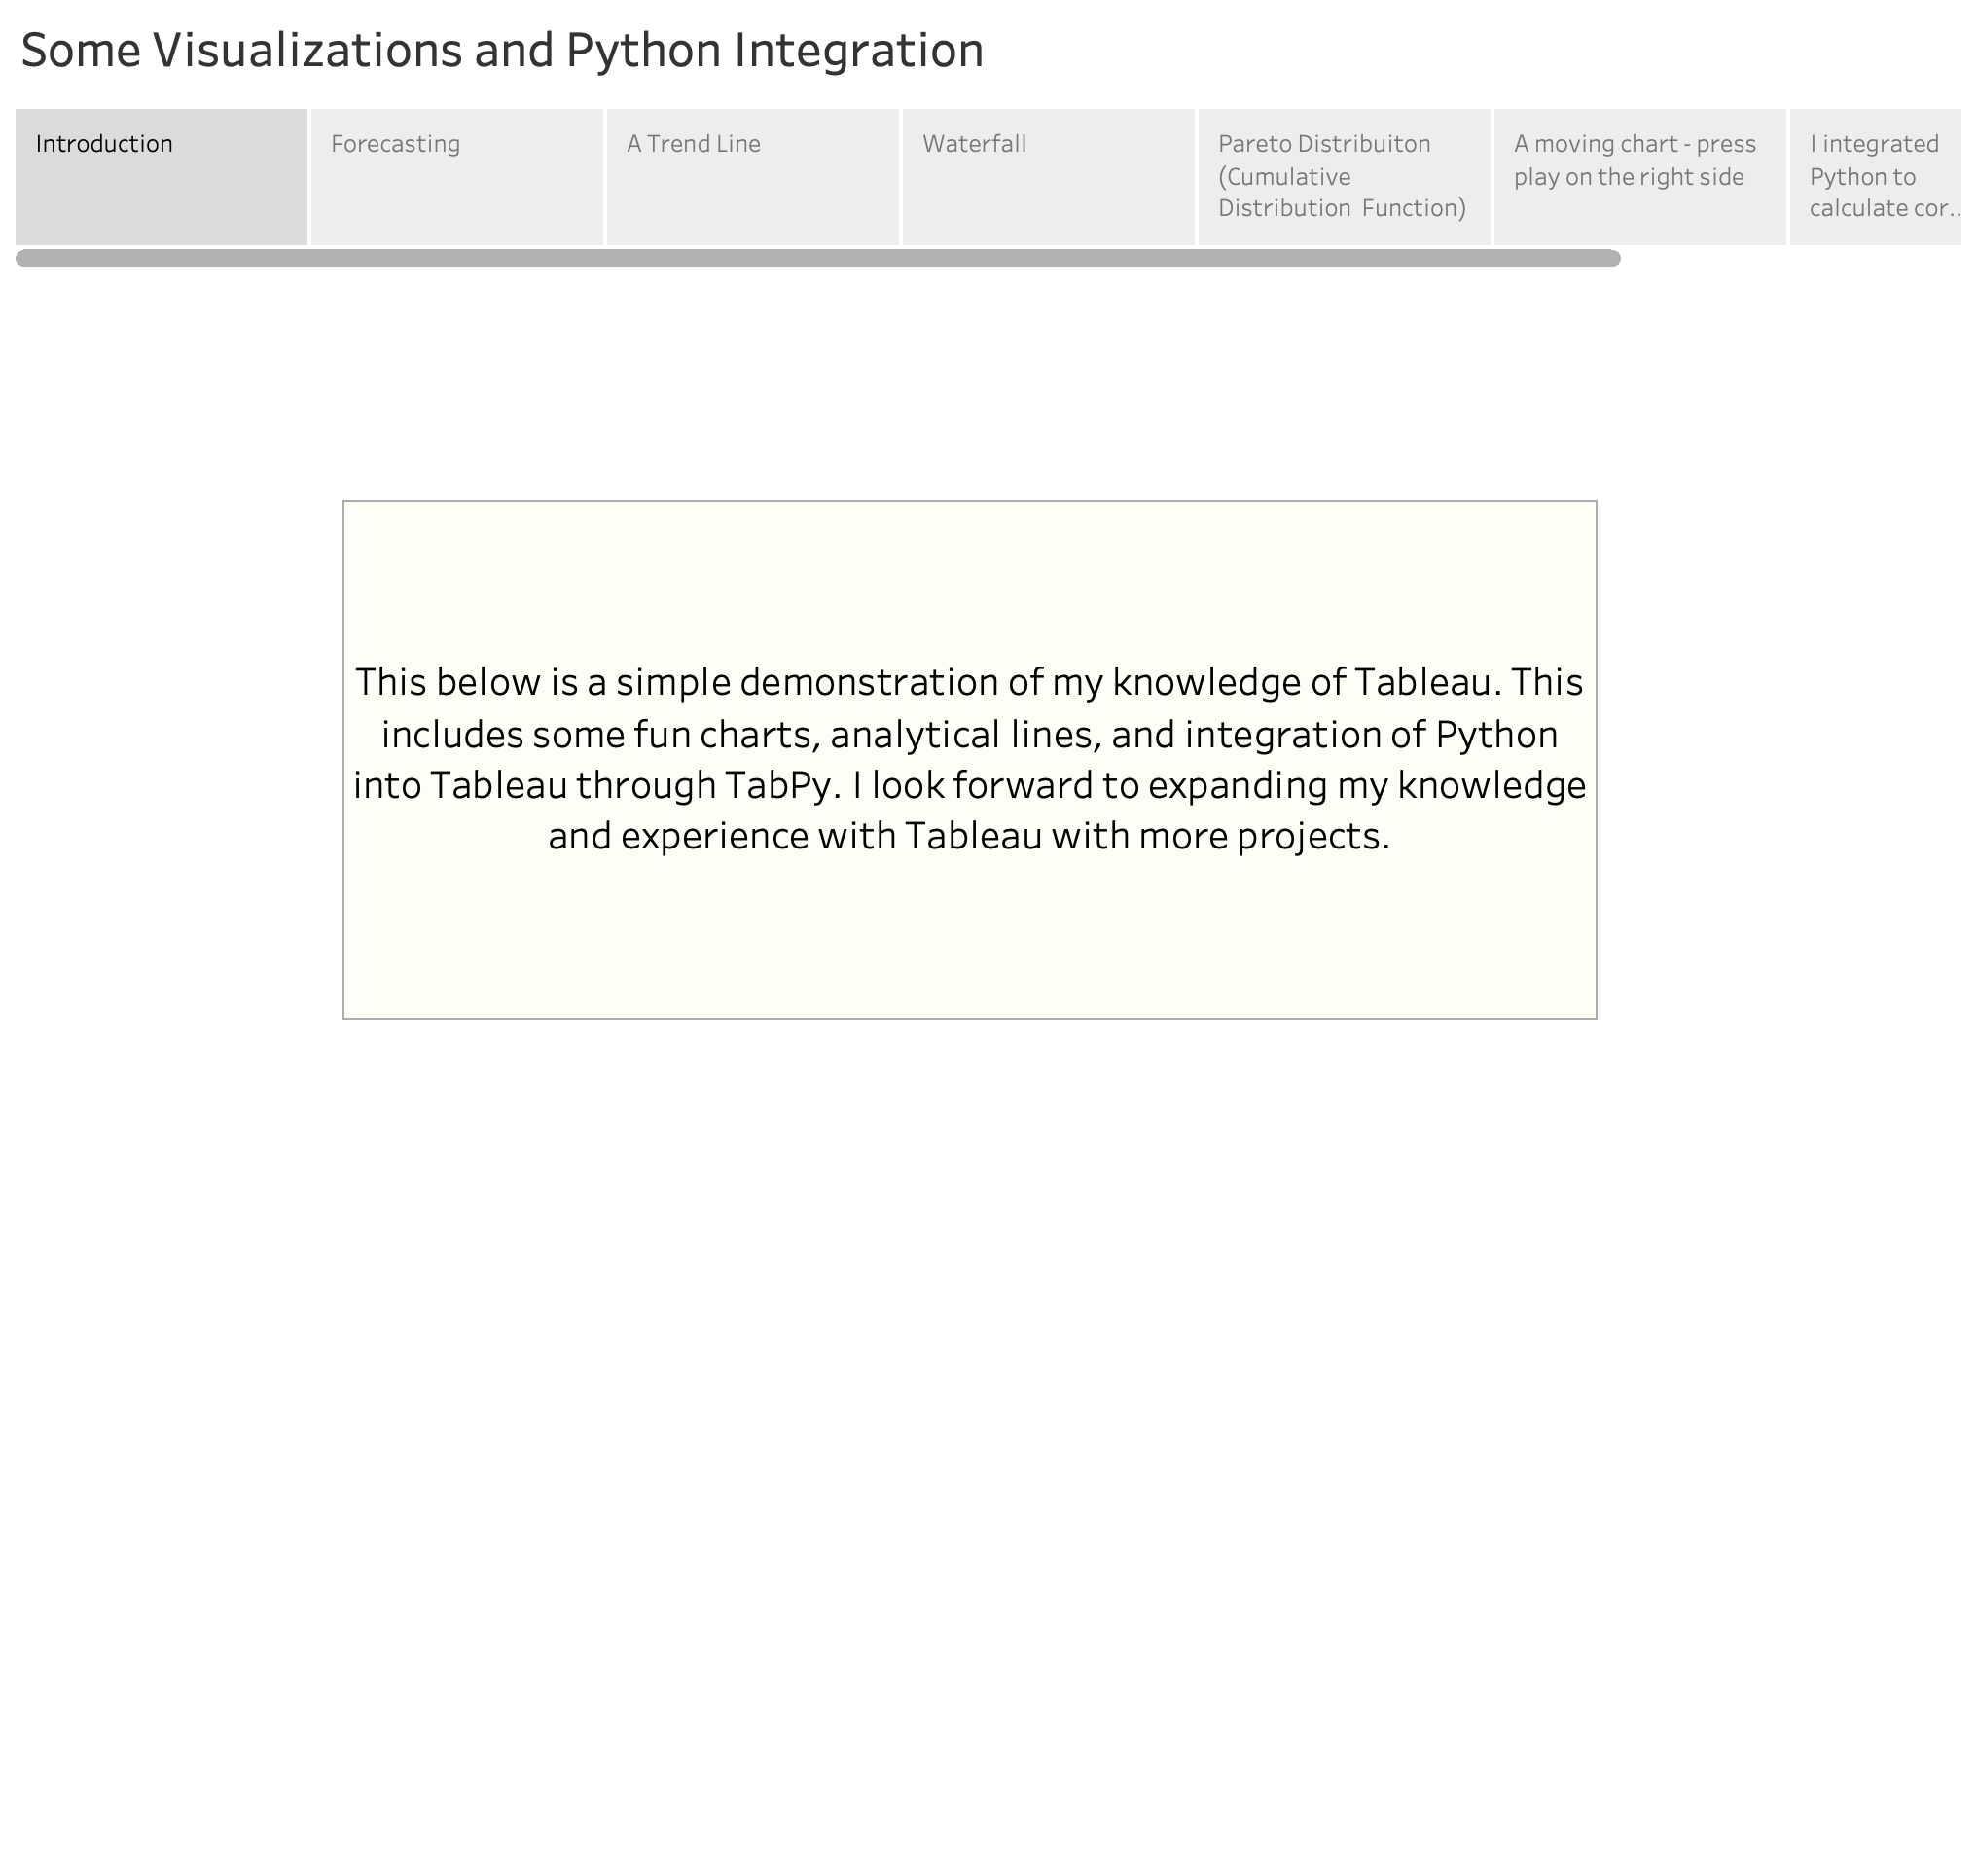 Some Visualizations and Python Integration
Introduction
Forecasting
A Trend Line
Waterfall
Pareto Distribuiton
(Cumulative
Distribution Function)
A moving chart - press
play on the right side
I integrated
Python to
calculate cor..
This below is a simple demonstration of my knowledge of Tableau. This
includes some fun charts, analytical lines, and integration of Python
into Tableau through TabPy. I look forward to expanding my knowledge
and experience with Tableau with more projects.